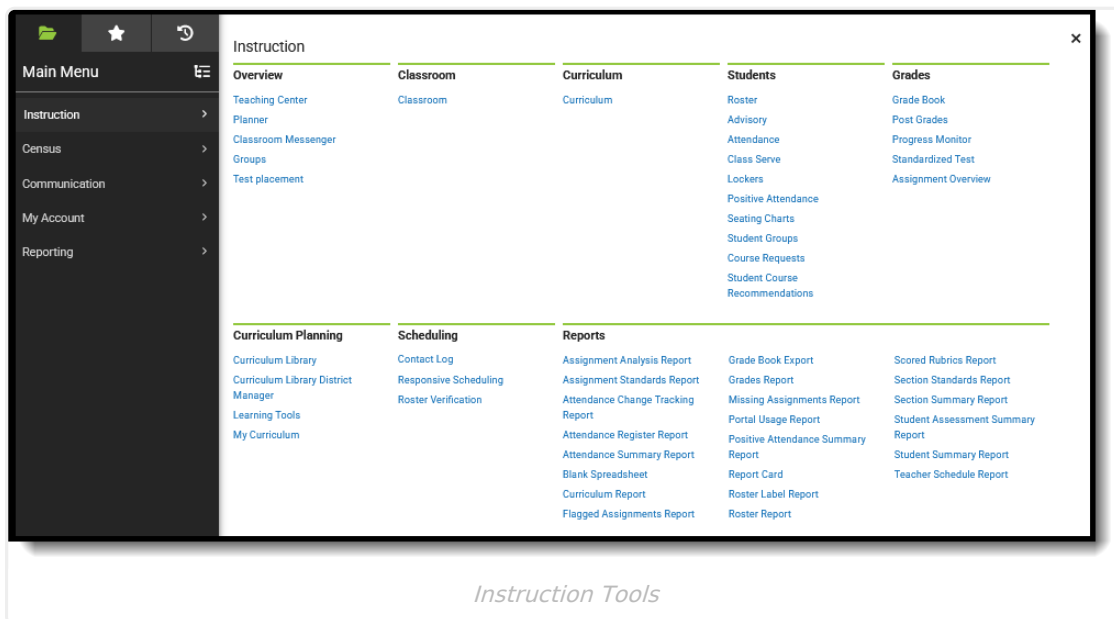 Main Menu
Instruction
Census
Communication
My Account
Reporting
Instruction
×
Overview
Teaching Center
Planner
Classroom Messenger
Groups
Test placement
Classroom
Classroom
Curriculum
Curriculum
Students
Roster
Advisory
Attendance
Class Serve
Lockers
Positive Attendance
Seating Charts
Student Groups
Course Requests
Student Course
Recommendations
Grades
Grade Book
Post Grades
Progress Monitor
Standardized Test
Assignment Overview
Curriculum Planning
Curriculum Library
Curriculum Library District
Manager
Learning Tools
My Curriculum
Scheduling
Contact Log
Responsive Scheduling
Roster Verification
Reports
Assignment Analysis Report
Assignment Standards Report
Attendance Change Tracking
Report
Attendance Register Report
Attendance Summary Report
Blank Spreadsheet
Curriculum Report
Flagged Assignments Report
Grade Book Export
Grades Report
Missing Assignments Report
Portal Usage Report
Positive Attendance Summary
Report
Report Card
Roster Label Report
Roster Report
Scored Rubrics Report
Section Standards Report
Section Summary Report
Student Assessment Summary
Report
Student Summary Report
Teacher Schedule Report
Instruction Tools